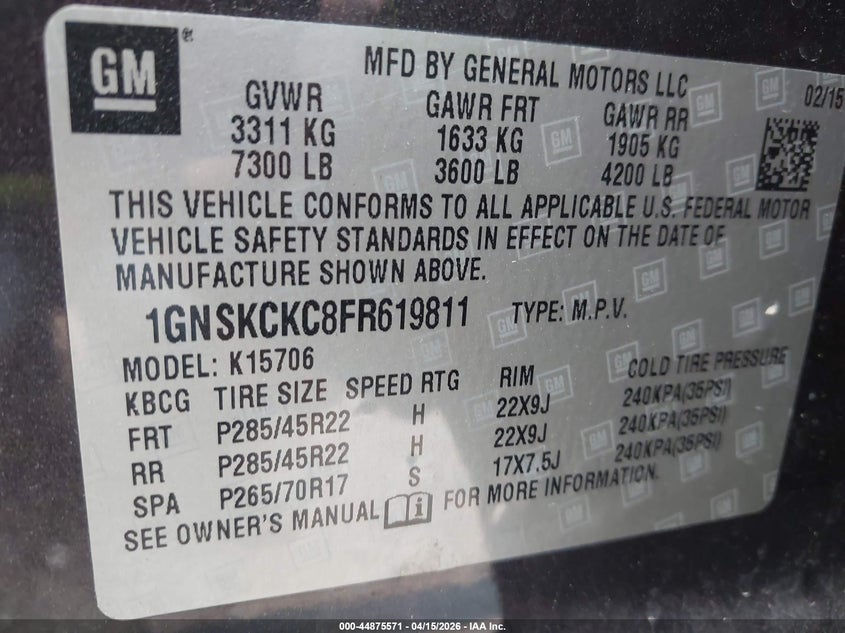 GM ®
MFD BY GENERAL MOTORS LLC
02/15
GVWR GAWR FRT GAWR RR
3311 KG 1633 KG 1905 KG
7300 LB 3600 LB 4200 LB
THIS VEHICLE CONFORMS TO ALL APPLICABLE U.S. FEDERAL MOTOR
VEHICLE SAFETY STANDARDS IN EFFECT ON THE DATE OF
MANUFACTURE SHOWN ABOVE.
1GNSKCKC8FR619811 TYPE: M.P.V.
MODEL: K15706
KBCG TIRE SIZE SPEED RTG RIM COLD TIRE PRESSURE
FRT P285/45R22 H 22X9J 240KPA(35PSI)
RR P285/45R22 H 22X9J 240KPA(35PSI)
SPA P265/70R17 S 17X7.5J 240KPA(35PSI)
SEE OWNER'S MANUAL i FOR MORE INFORMATION.
000-44875571 - 04/15/2026 - IAA Inc.